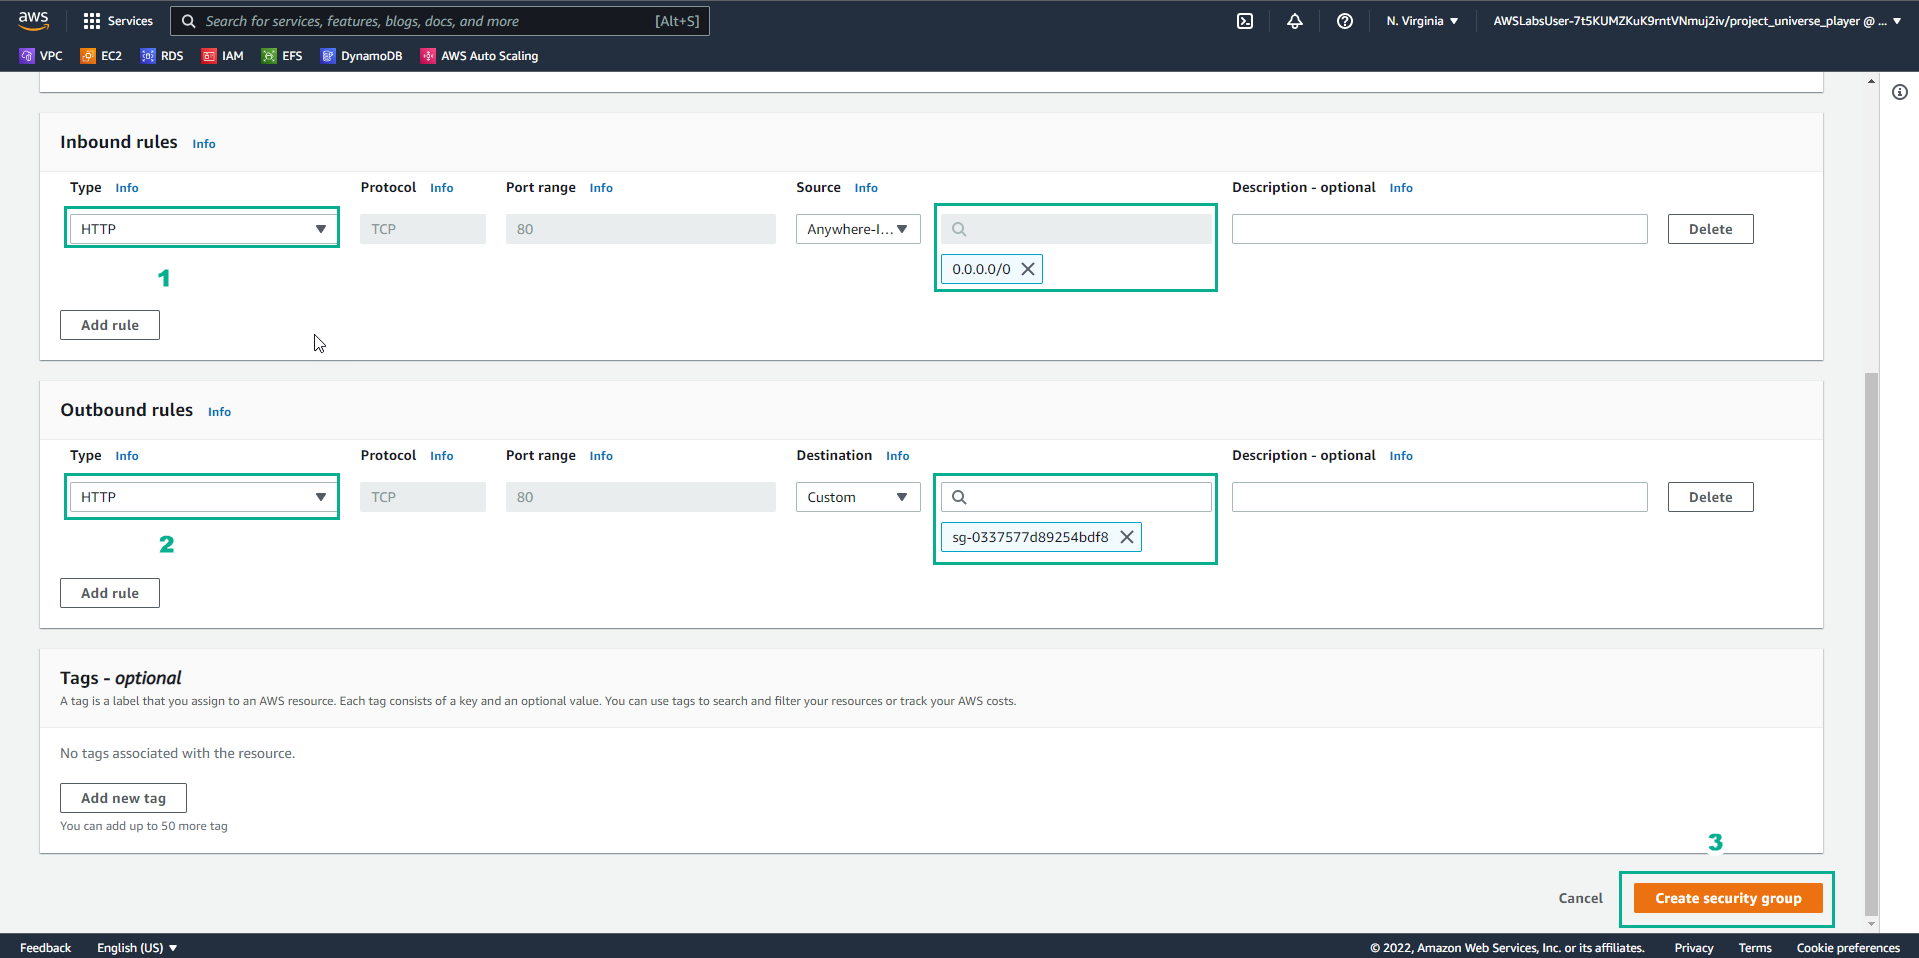 aws Services Search for services, features, blogs, docs, and more [Alt+S] N. Virginia AWSLabsUser-7t5KUMZKuK9rntVNmuj2iv/project_universe_player @ ...
VPC EC2 RDS IAM EFS DynamoDB AWS Auto Scaling
Inbound rules Info
Type Info Protocol Info Port range Info Source Info Description - optional Info
HTTP TCP 80 Anywhere-I... Delete
0.0.0.0/0
1
Add rule
Outbound rules Info
Type Info Protocol Info Port range Info Destination Info Description - optional Info
HTTP TCP 80 Custom Delete
sg-0337577d89254bdf8
2
Add rule
Tags - optional
A tag is a label that you assign to an AWS resource. Each tag consists of a key and an optional value. You can use tags to search and filter your resources or track your AWS costs.
No tags associated with the resource.
Add new tag
You can add up to 50 more tag
3
Cancel Create security group
Feedback English (US) © 2022, Amazon Web Services, Inc. or its affiliates. Privacy Terms Cookie preferences